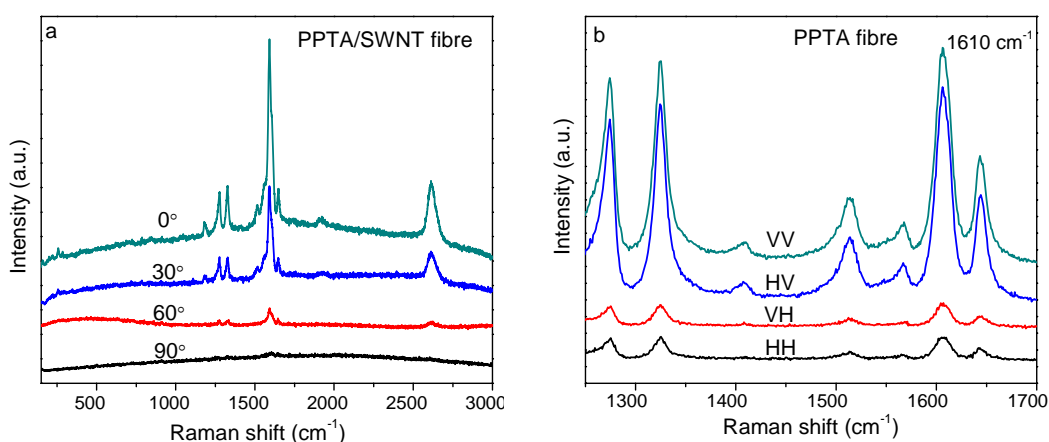 a
PPTA/SWNT fibre
Intensity (a.u.)
0°
30°
60°
90°
500 1000 1500 2000 2500 3000
Raman shift (cm⁻¹)
b
PPTA fibre
1610 cm⁻¹
Intensity (a.u.)
VV
HV
VH
HH
1300 1400 1500 1600 1700
Raman shift (cm⁻¹)